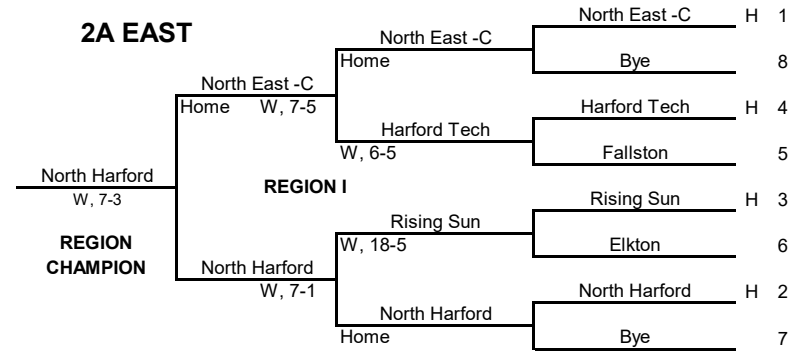 North East -C H 1
2A EAST
North East -C
Home
Bye 8
North East -C
Home W, 7-5
Harford Tech H 4
Harford Tech
W, 6-5
Fallston 5
North Harford
W, 7-3
REGION I
Rising Sun H 3
Rising Sun
W, 18-5
REGION
CHAMPION
Elkton 6
North Harford
W, 7-1
North Harford H 2
North Harford
Home
Bye 7